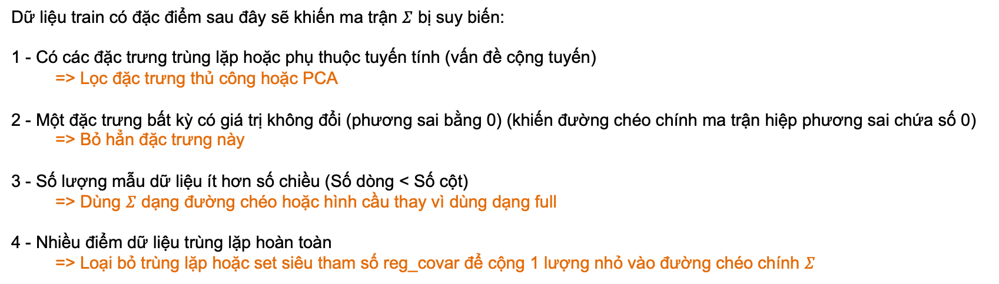 Dữ liệu train có đặc điểm sau đây sẽ khiến ma trận Σ bị suy biến:
1 - Có các đặc trưng trùng lặp hoặc phụ thuộc tuyến tính (vấn đề cộng tuyến)
=> Lọc đặc trưng thủ công hoặc PCA
2 - Một đặc trưng bất kỳ có giá trị không đổi (phương sai bằng 0) (khiến đường chéo chính ma trận hiệp phương sai chứa số 0)
=> Bỏ hẳn đặc trưng này
3 - Số lượng mẫu dữ liệu ít hơn số chiều (Số dòng < Số cột)
=> Dùng Σ dạng đường chéo hoặc hình cầu thay vì dùng dạng full
4 - Nhiều điểm dữ liệu trùng lặp hoàn toàn
=> Loại bỏ trùng lặp hoặc set siêu tham số reg_covar để cộng 1 lượng nhỏ vào đường chéo chính Σ